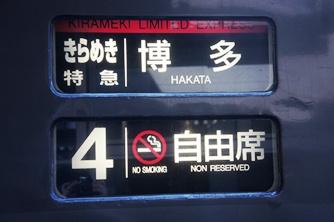 KIRAMEKI LIMITED EXPRESS
きらめき
特急
博多
HAKATA
4
自由席
NO SMOKING
NON RESERVED